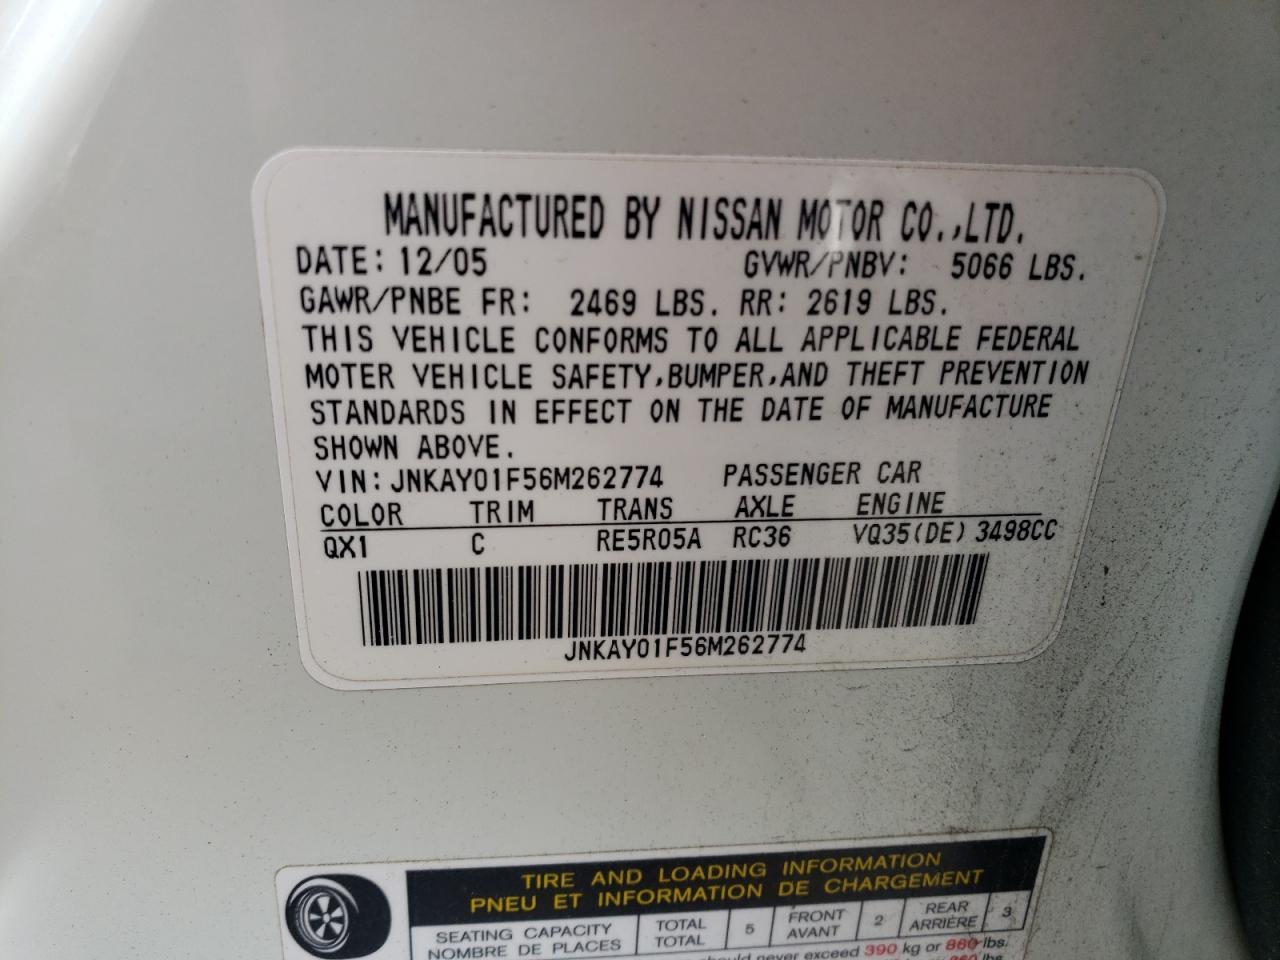 MANUFACTURED BY NISSAN MOTOR CO.,LTD.
DATE: 12/05 GVWR/PNBV: 5066 LBS.
GAWR/PNBE FR: 2469 LBS. RR: 2619 LBS.
THIS VEHICLE CONFORMS TO ALL APPLICABLE FEDERAL
MOTER VEHICLE SAFETY,BUMPER,AND THEFT PREVENTION
STANDARDS IN EFFECT ON THE DATE OF MANUFACTURE
SHOWN ABOVE.
VIN: JNKAY01F56M262774 PASSENGER CAR
COLOR TRIM TRANS AXLE ENGINE
QX1 C RE5R05A RC36 VQ35(DE) 3498CC
JNKAY01F56M262774
TIRE AND LOADING INFORMATION
PNEU ET INFORMATION DE CHARGEMENT
SEATING CAPACITY TOTAL 5 FRONT 2 REAR 3
NOMBRE DE PLACES TOTAL AVANT ARRIÈRE
should never exceed 390 kg or 860 lbs.